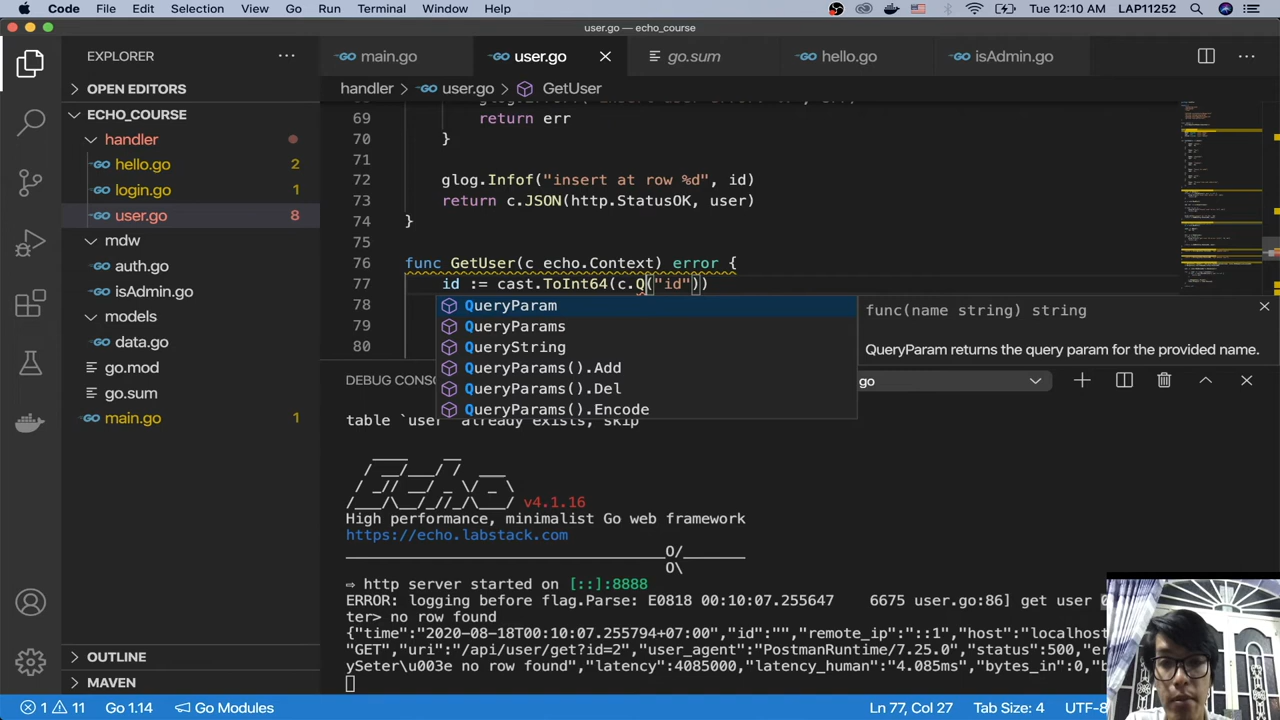 Code File Edit Selection View Go Run Terminal Window Help Tue 12:10 AM LAP11252
user.go — echo_course
EXPLORER
main.go user.go go.sum hello.go isAdmin.go
OPEN EDITORS
handler > user.go > GetUser
ECHO_COURSE
handler
hello.go 2
login.go 1
user.go 8
mdw
auth.go
isAdmin.go
models
data.go
go.mod
go.sum
main.go 1
OUTLINE
MAVEN
69 return err
70 }
71
72 glog.Infof("insert at row %d", id)
73 return c.JSON(http.StatusOK, user)
74 }
75
76 func GetUser(c echo.Context) error {
77 id := cast.ToInt64(c.Q("id"))
78
79
80
QueryParam
QueryParams
QueryString
QueryParams().Add
QueryParams().Del
QueryParams().Encode
func(name string) string
QueryParam returns the query param for the provided name.
DEBUG CONS
go
table `user` already exists, skip
Echo v4.1.16
High performance, minimalist Go web framework
https://echo.labstack.com
O/
O\
⇨ http server started on [::]:8888
ERROR: logging before flag.Parse: E0818 00:10:07.255647 6675 user.go:86] get user
ter> no row found
{"time":"2020-08-18T00:10:07.255794+07:00","id":"","remote_ip":"::1","host":"localhost
"GET","uri":"/api/user/get?id=2","user_agent":"PostmanRuntime/7.25.0","status":500,"er
ySeter\u003e no row found","latency":4085000,"latency_human":"4.085ms","bytes_in":0,"b
1 11 Go 1.14 Go Modules Ln 77, Col 27 Tab Size: 4 UTF-8